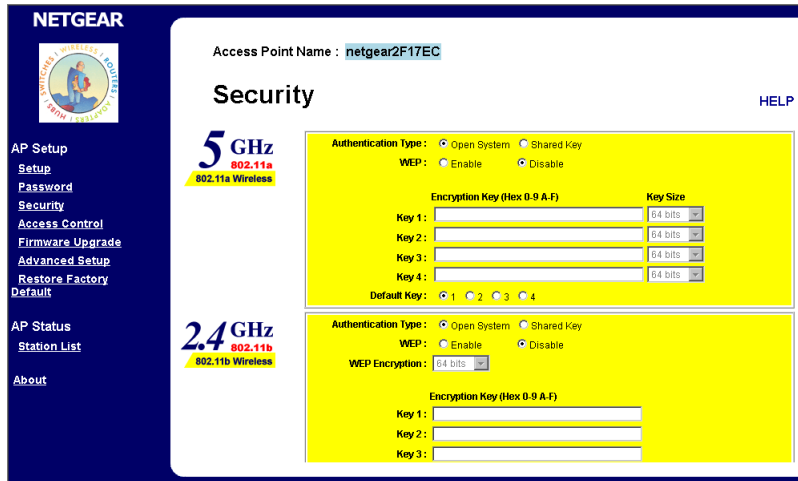 NETGEAR
SWITCHES WIRELESS ROUTERS ADAPTERS HUBS
AP Setup
Setup
Password
Security
Access Control
Firmware Upgrade
Advanced Setup
Restore Factory
Default
AP Status
Station List
About
Access Point Name : netgear2F17EC
Security
HELP
5 GHz
802.11a
802.11a Wireless
Authentication Type : Open System Shared Key
WEP : Enable Disable
Encryption Key (Hex 0-9 A-F) Key Size
Key 1 : 64 bits
Key 2 : 64 bits
Key 3 : 64 bits
Key 4 : 64 bits
Default Key : 1 2 3 4
2.4 GHz
802.11b
802.11b Wireless
Authentication Type : Open System Shared Key
WEP : Enable Disable
WEP Encryption : 64 bits
Encryption Key (Hex 0-9 A-F)
Key 1 :
Key 2 :
Key 3 :